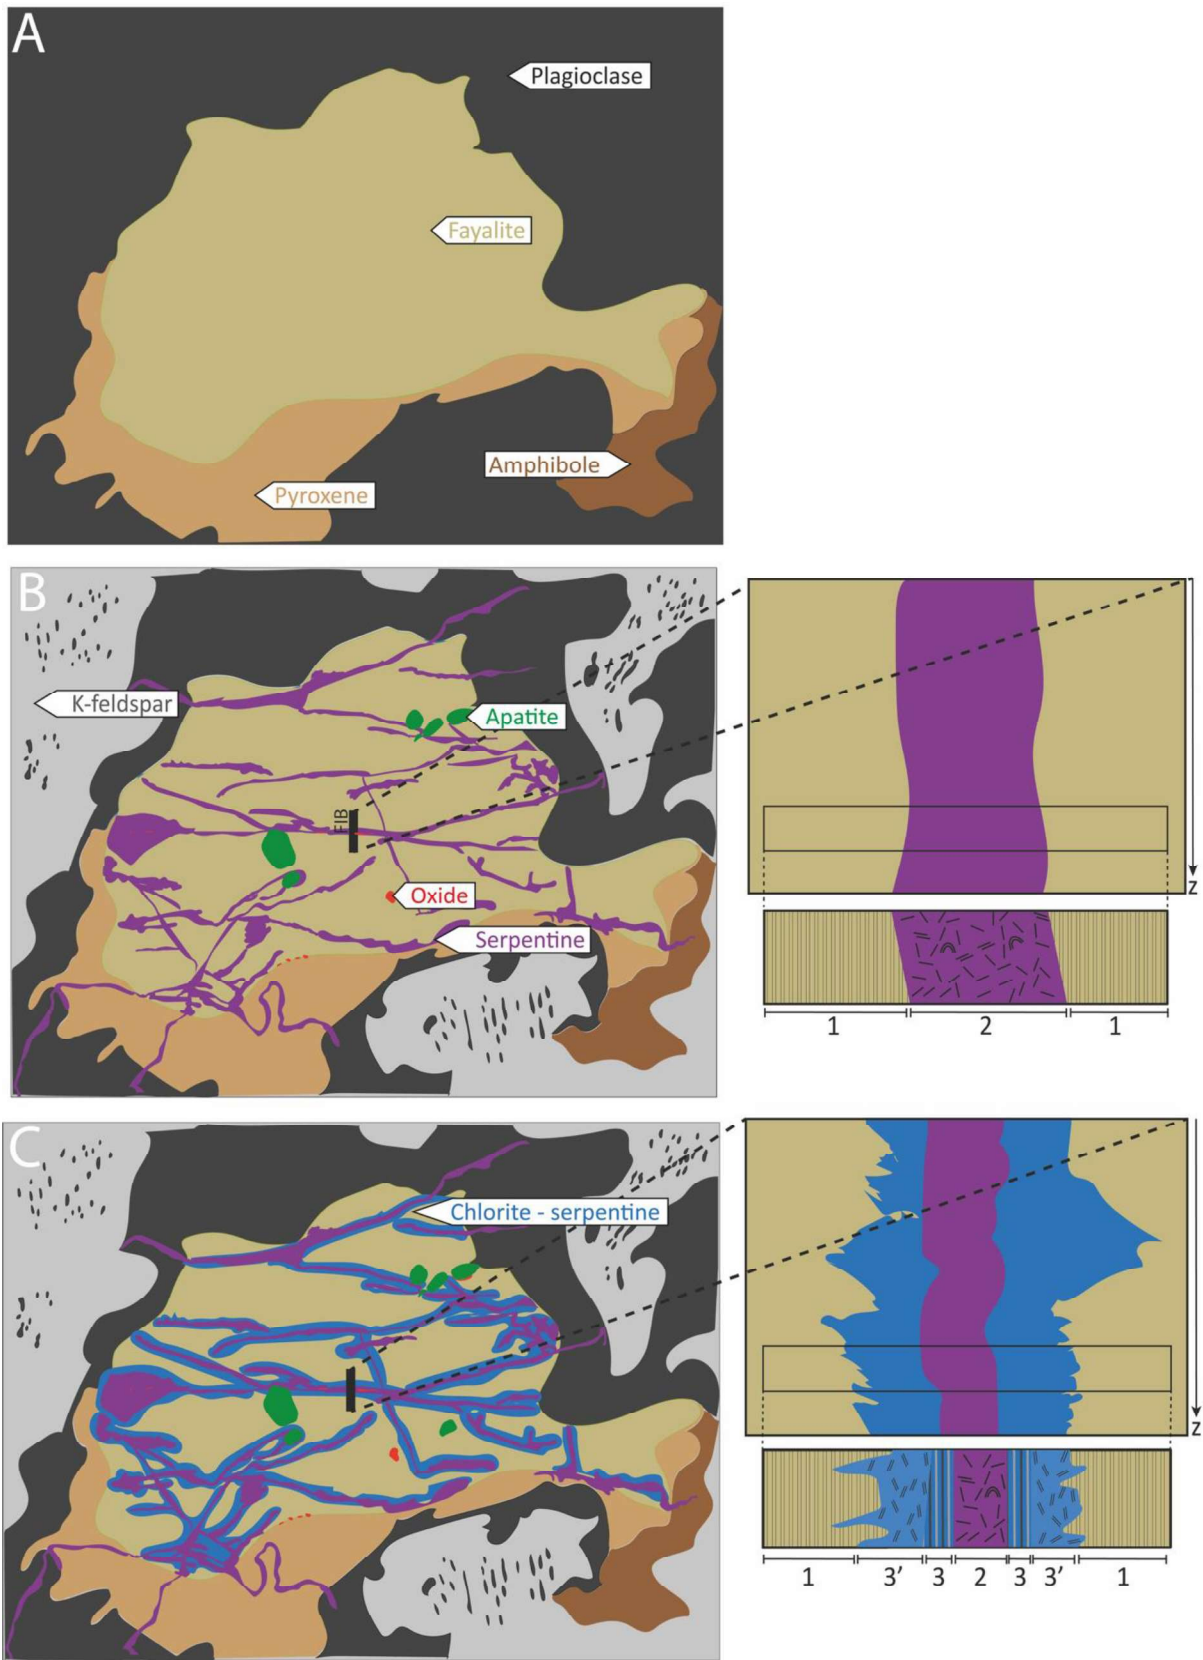 A
Plagioclase
Fayalite
Amphibole
Pyroxene
B
K-feldspar
Apatite
FIB
Oxide
Serpentine
Z
1 2 1
C
Chlorite - serpentine
Z
1 3' 3 2 3 3' 1